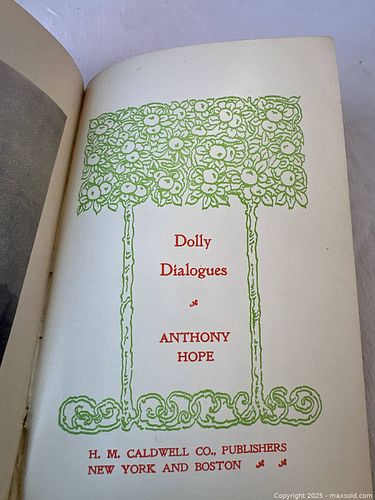 Dolly
Dialogues
ANTHONY
HOPE
H. M. CALDWELL CO., PUBLISHERS
NEW YORK AND BOSTON
Copyright © 2025 - maxsold.com